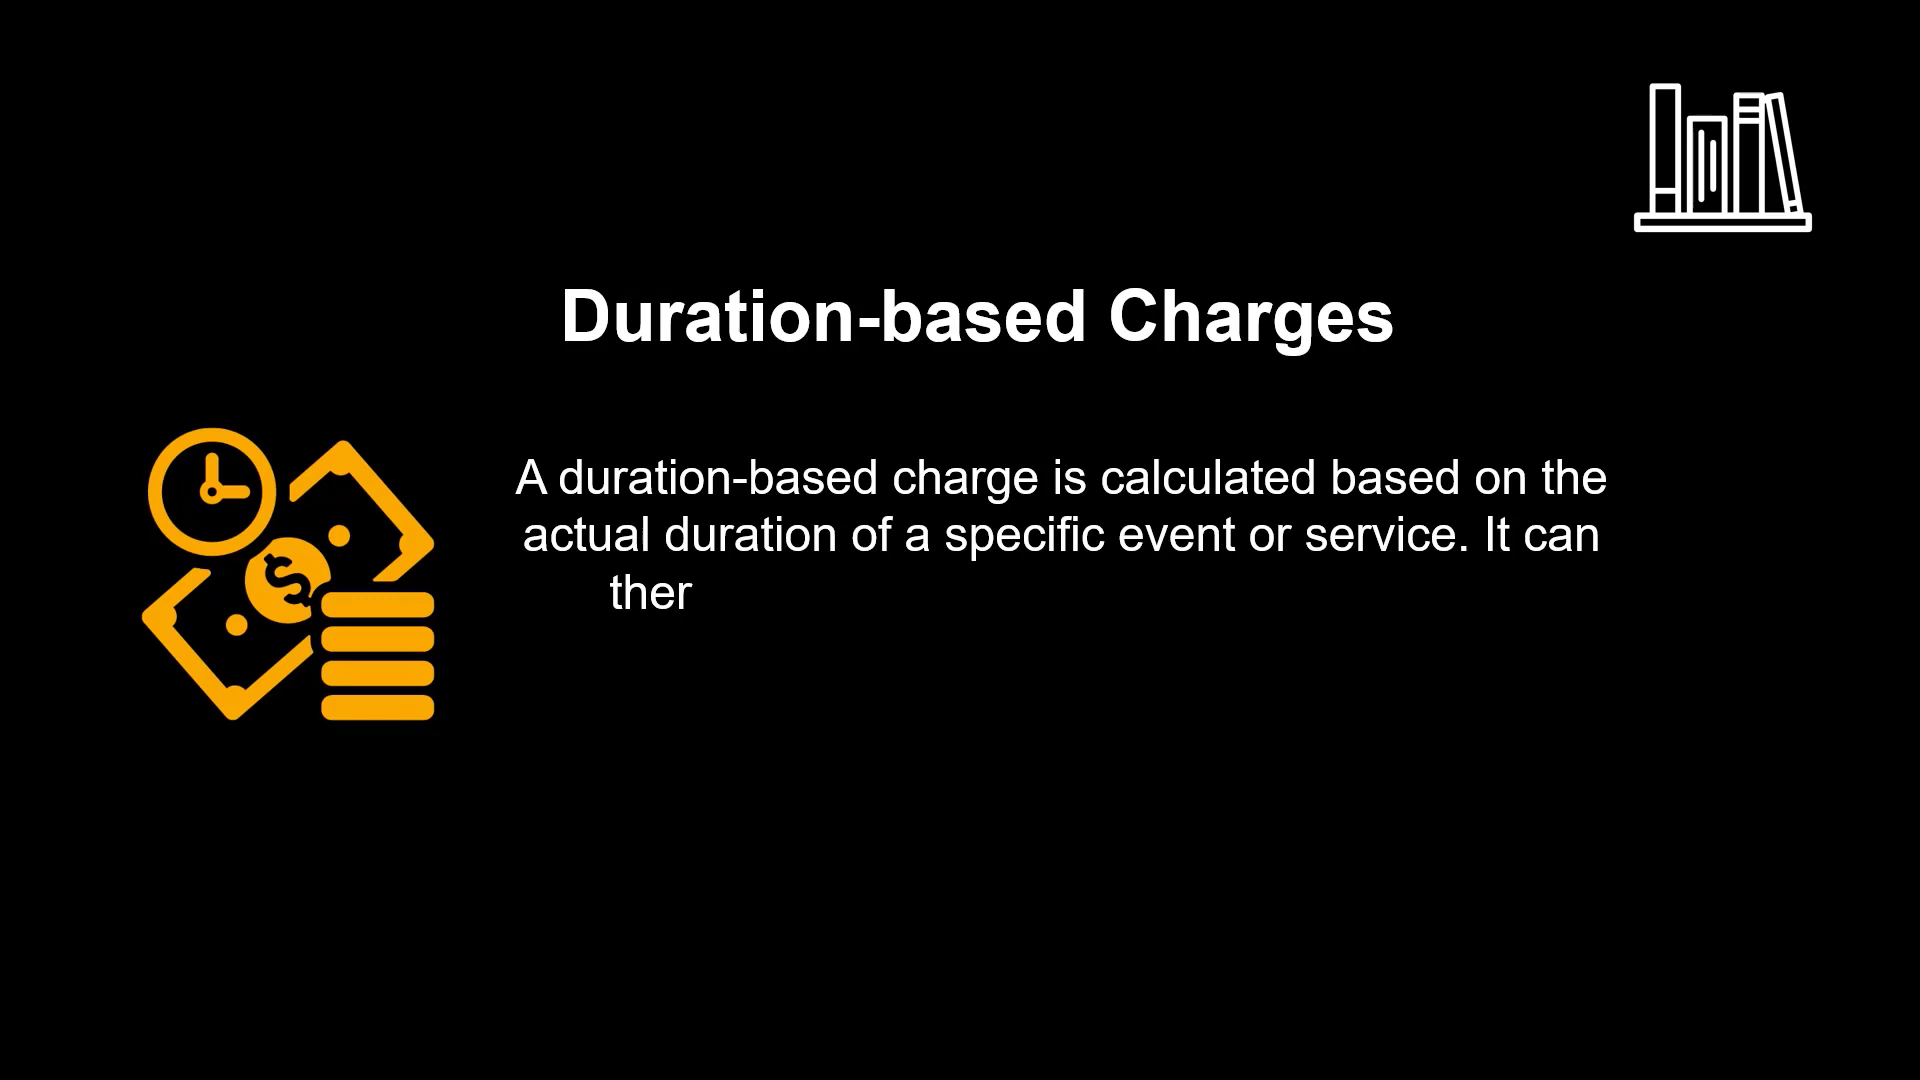 Duration-based Charges
A duration-based charge is calculated based on the
actual duration of a specific event or service. It can
ther